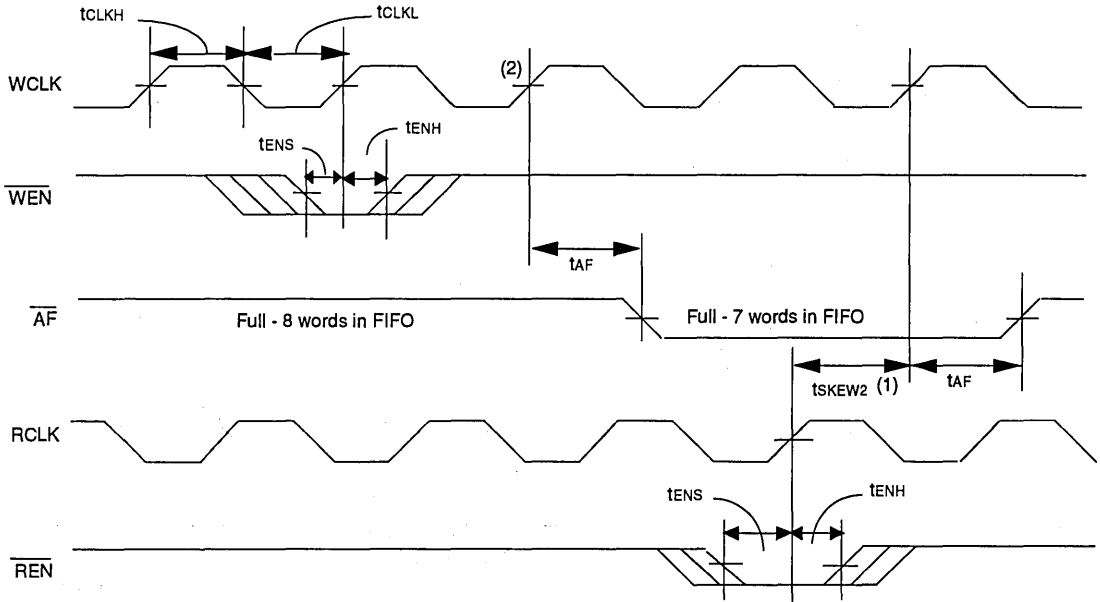 tCLKH tCLKL
WCLK
(2)
tENS tENH
WEN
tAF
AF
Full - 8 words in FIFO Full - 7 words in FIFO
tSKEW2 (1) tAF
RCLK
tENS tENH
REN